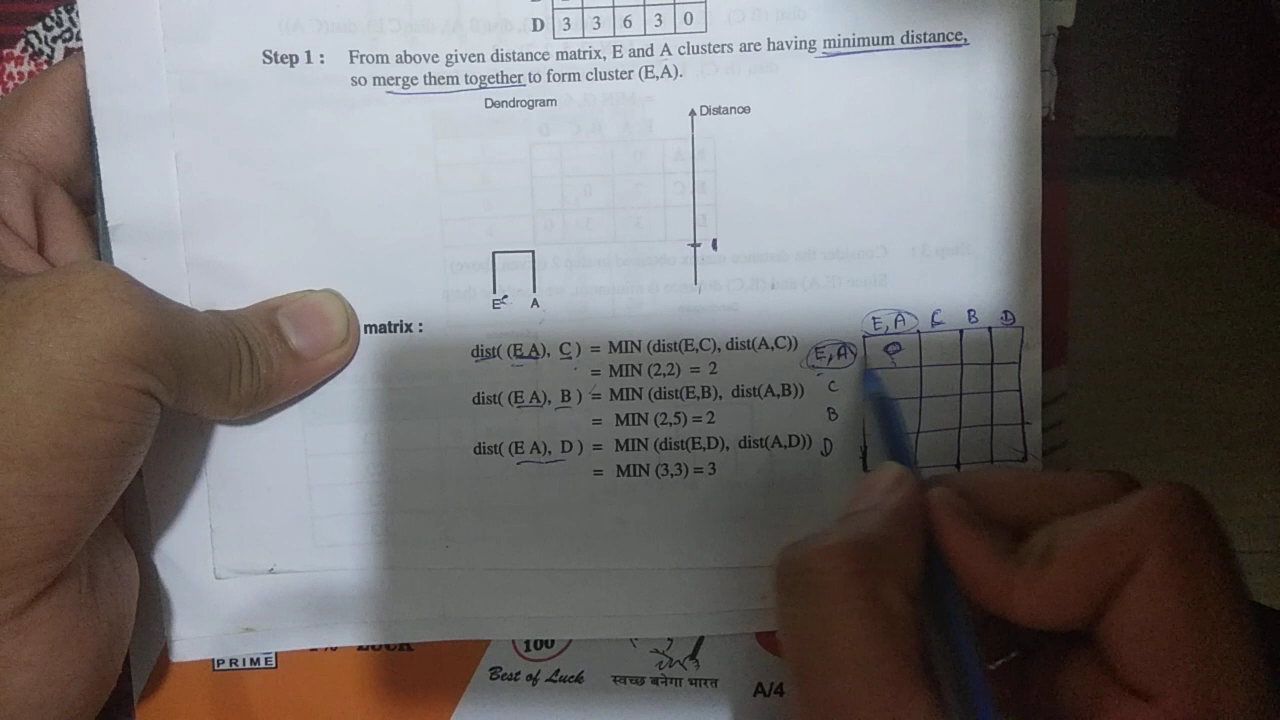 D 3 3 6 3 0
Step 1 : From above given distance matrix, E and A clusters are having minimum distance,
so merge them together to form cluster (E,A).
Dendrogram
Distance
E A
matrix :
dist( (E A), C ) = MIN (dist(E,C), dist(A,C))
= MIN (2,2) = 2
dist( (E A), B ) = MIN (dist(E,B), dist(A,B))
= MIN (2,5) = 2
dist( (E A), D ) = MIN (dist(E,D), dist(A,D))
= MIN (3,3) = 3
E, A C B D
E, A 0
C
B
D
PRIME
100
Best of Luck
स्वच्छ बनेगा भारत
A/4